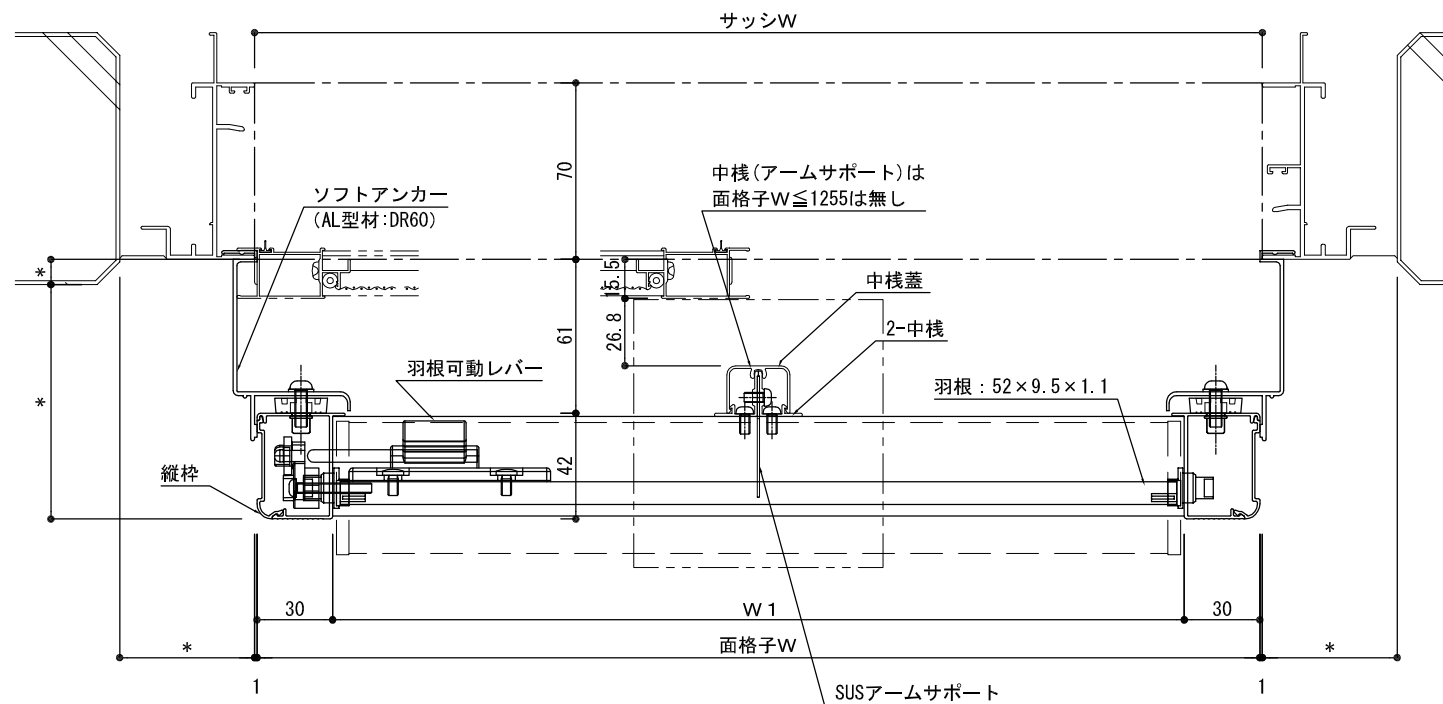 サッシW
70
中桟(アームサポート)は
面格子W≦1255は無し
ソフトアンカー
(AL型材:DR60)
*
15.5
中桟蓋
61
26.8
2-中桟
羽根可動レバー
羽根：52×9.5×1.1
*
42
縦枠
30
W1
30
*
面格子W
*
1
1
SUSアームサポート